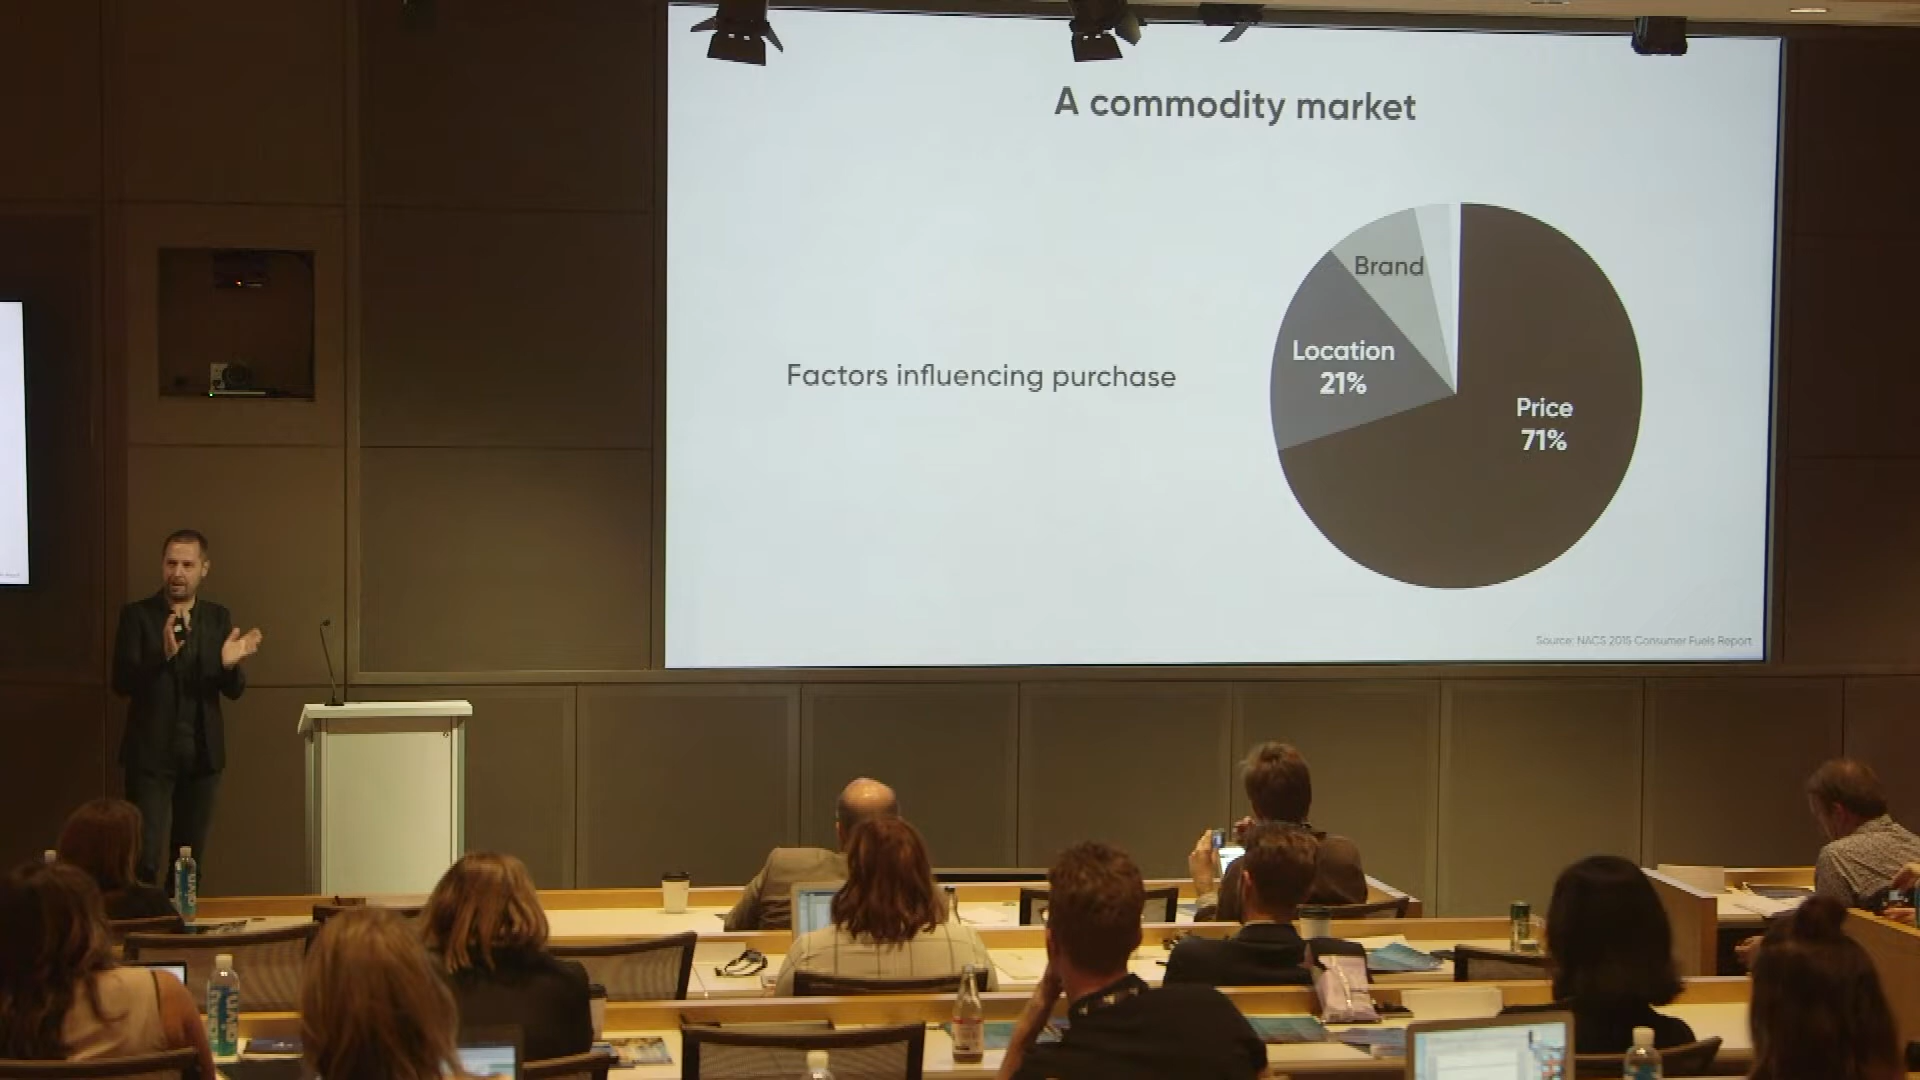 A commodity market
Factors influencing purchase
Brand
Location
21%
Price
71%
Source: NACS 2015 Consumer Fuels Report